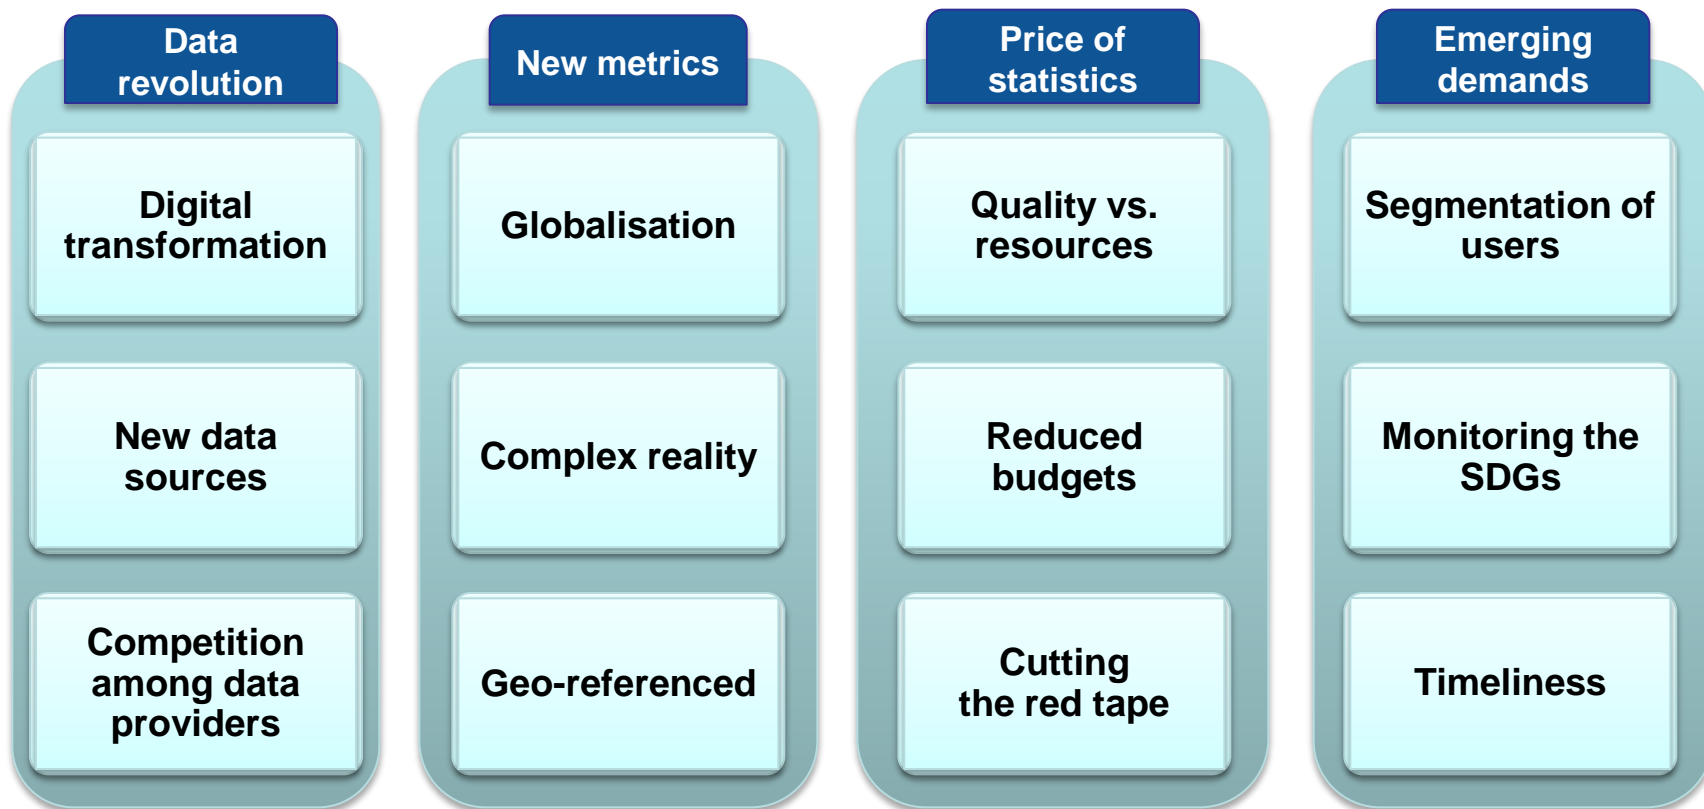 Data
revolution
Digital
transformation
New data
sources
Competition
among data
providers
New metrics
Globalisation
Complex reality
Geo-referenced
Price of
statistics
Quality vs.
resources
Reduced
budgets
Cutting
the red tape
Emerging
demands
Segmentation of
users
Monitoring the
SDGs
Timeliness